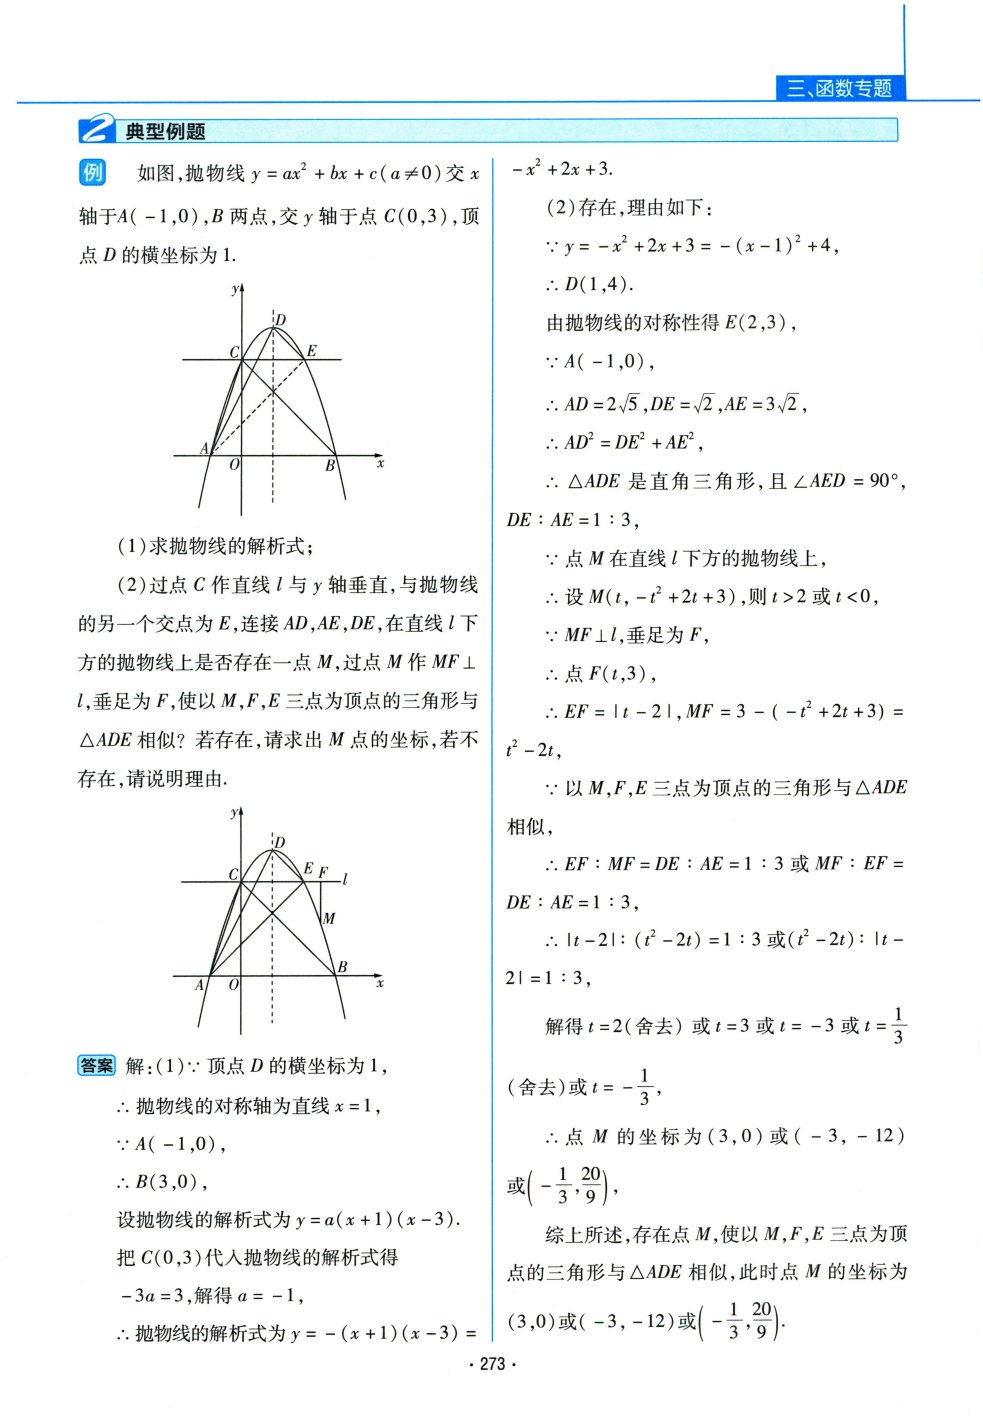 三、函数专题
2 典型例题
例 如图,抛物线 y=ax²+bx+c(a≠0)交 x
轴于A(-1,0),B 两点,交 y 轴于点 C(0,3),顶
点 D 的横坐标为 1.
y
D
C
E
A
O
B
x
(1)求抛物线的解析式;
(2)过点 C 作直线 l 与 y 轴垂直,与抛物线
的另一个交点为 E,连接 AD,AE,DE,在直线 l 下
方的抛物线上是否存在一点 M,过点 M 作 MF⊥
l,垂足为 F,使以 M,F,E 三点为顶点的三角形与
△ADE 相似? 若存在,请求出 M 点的坐标,若不
存在,请说明理由.
y
D
C
E F
l
M
A
O
B
x
答案 解:(1)∵ 顶点 D 的横坐标为 1,
∴ 抛物线的对称轴为直线 x=1,
∵ A(-1,0),
∴ B(3,0),
设抛物线的解析式为 y=a(x+1)(x-3).
把 C(0,3)代入抛物线的解析式得
-3a=3,解得 a=-1,
∴ 抛物线的解析式为 y=-(x+1)(x-3)=
-x²+2x+3.
(2)存在,理由如下:
∵ y=-x²+2x+3=-(x-1)²+4,
∴ D(1,4).
由抛物线的对称性得 E(2,3),
∵ A(-1,0),
∴ AD=2√5,DE=√2,AE=3√2,
∴ AD²=DE²+AE²,
∴ △ADE 是直角三角形,且 ∠AED=90°,
DE∶AE=1∶3,
∵ 点 M 在直线 l 下方的抛物线上,
∴ 设 M(t,-t²+2t+3),则 t>2 或 t<0,
∵ MF⊥l,垂足为 F,
∴ 点 F(t,3),
∴ EF=|t-2|,MF=3-(-t²+2t+3)=
t²-2t,
∵ 以 M,F,E 三点为顶点的三角形与△ADE
相似,
∴ EF∶MF=DE∶AE=1∶3 或 MF∶EF=
DE∶AE=1∶3,
∴ |t-2|∶(t²-2t)=1∶3 或(t²-2t)∶|t-
2|=1∶3,
解得 t=2(舍去) 或 t=3 或 t=-3 或 t=1/3
(舍去)或 t=-1/3,
∴ 点 M 的坐标为(3,0)或(-3,-12)
或(-1/3,20/9),
综上所述,存在点 M,使以 M,F,E 三点为顶
点的三角形与△ADE 相似,此时点 M 的坐标为
(3,0)或(-3,-12)或(-1/3,20/9).
·273·